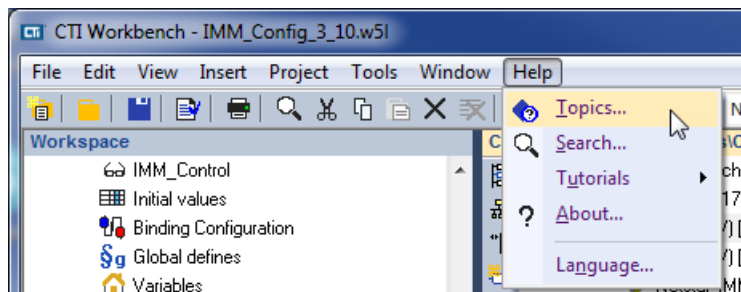 CTI CTI Workbench - IMM_Config_3_10.w5l
File Edit View Insert Project Tools Window Help
Workspace
IMM_Control
Initial values
Binding Configuration
Global defines
Variables
Topics...
Search...
Tutorials
About...
Language...